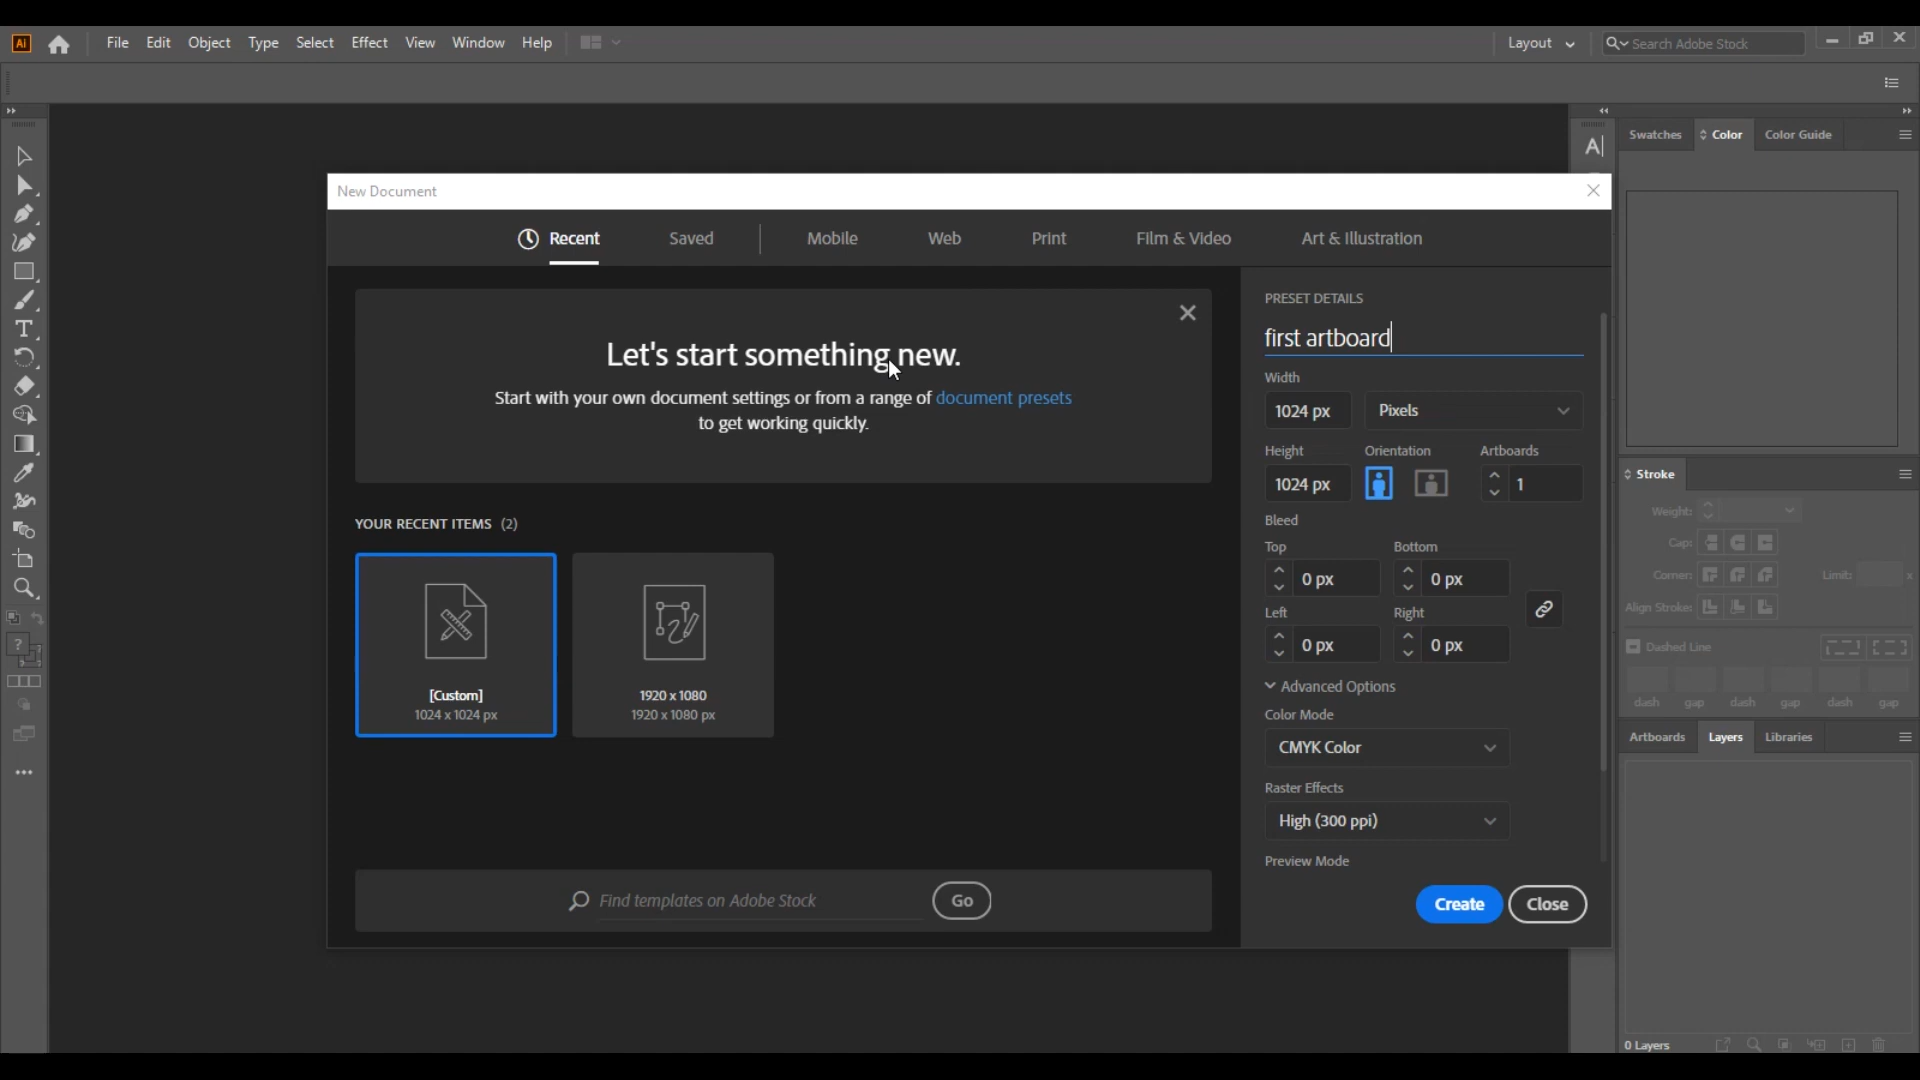 Ai
File Edit Object Type Select Effect View Window Help
Layout
Search Adobe Stock
New Document
Recent Saved Mobile Web Print Film & Video Art & Illustration
Let's start something new.
Start with your own document settings or from a range of document presets
to get working quickly.
YOUR RECENT ITEMS (2)
[Custom]
1024 x 1024 px
1920 x 1080
1920 x 1080 px
Find templates on Adobe Stock
Go
PRESET DETAILS
first artboard
Width
1024 px Pixels
Height Orientation Artboards
1024 px 1
Bleed
Top Bottom
0 px 0 px
Left Right
0 px 0 px
Advanced Options
Color Mode
CMYK Color
Raster Effects
High (300 ppi)
Preview Mode
Create Close
A
Swatches Color Color Guide
Stroke
Weight:
Cap:
Corner: Limit: x
Align Stroke:
Dashed Line
dash gap dash gap dash gap
Artboards Layers Libraries
0 Layers
? ?